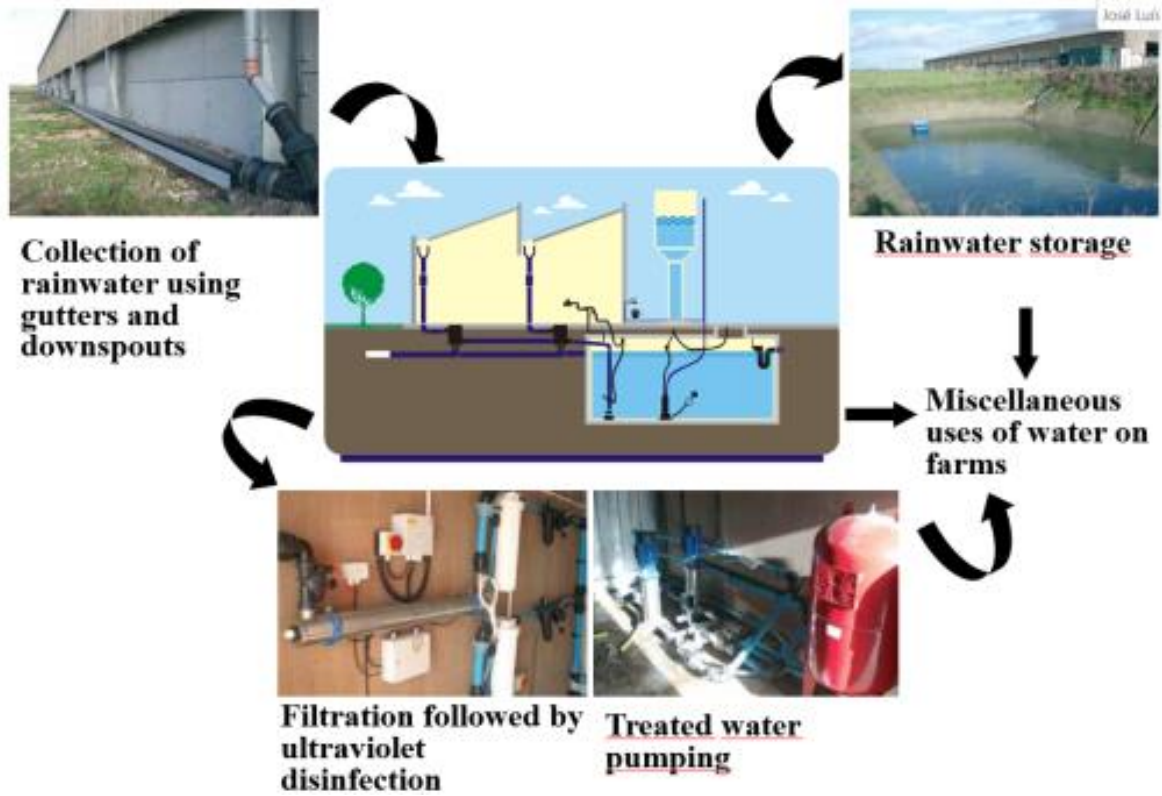 José Luis
Collection of
rainwater using
gutters and
downspouts
Rainwater storage
Miscellaneous
uses of water on
farms
Filtration followed by
ultraviolet
disinfection
Treated water
pumping